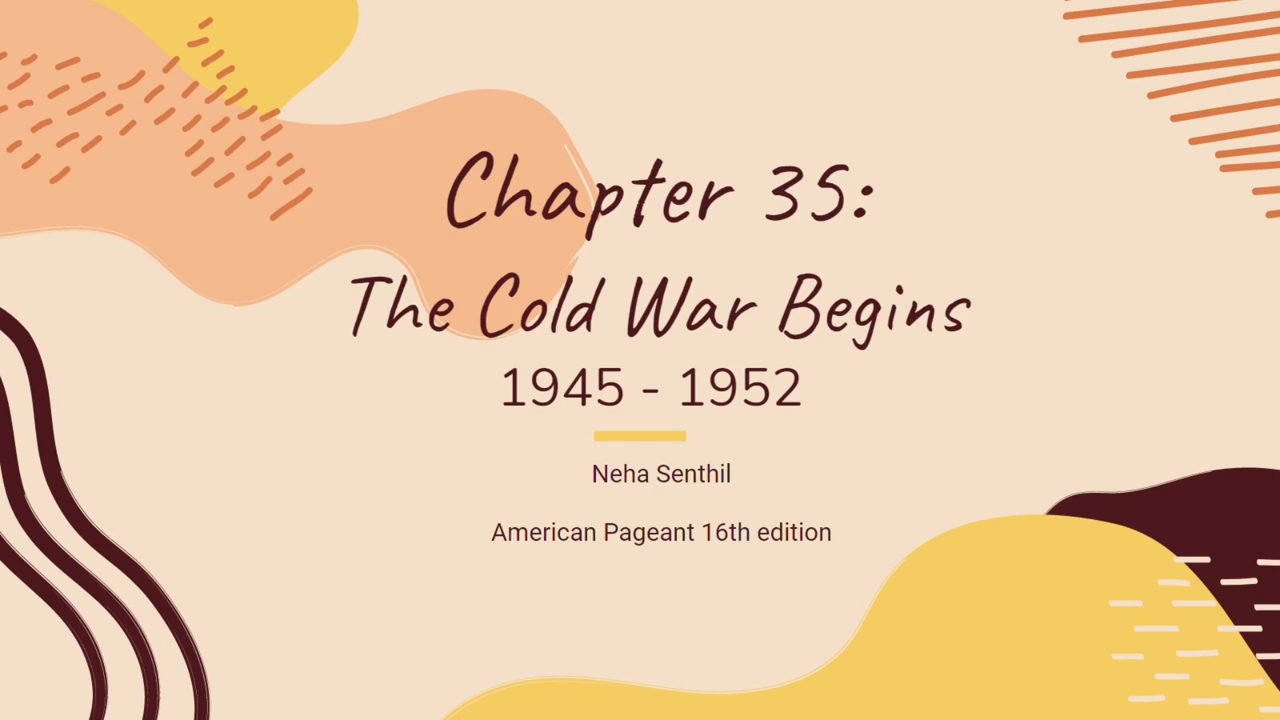 Chapter 35:
The Cold War Begins
1945 - 1952
Neha Senthil
American Pageant 16th edition